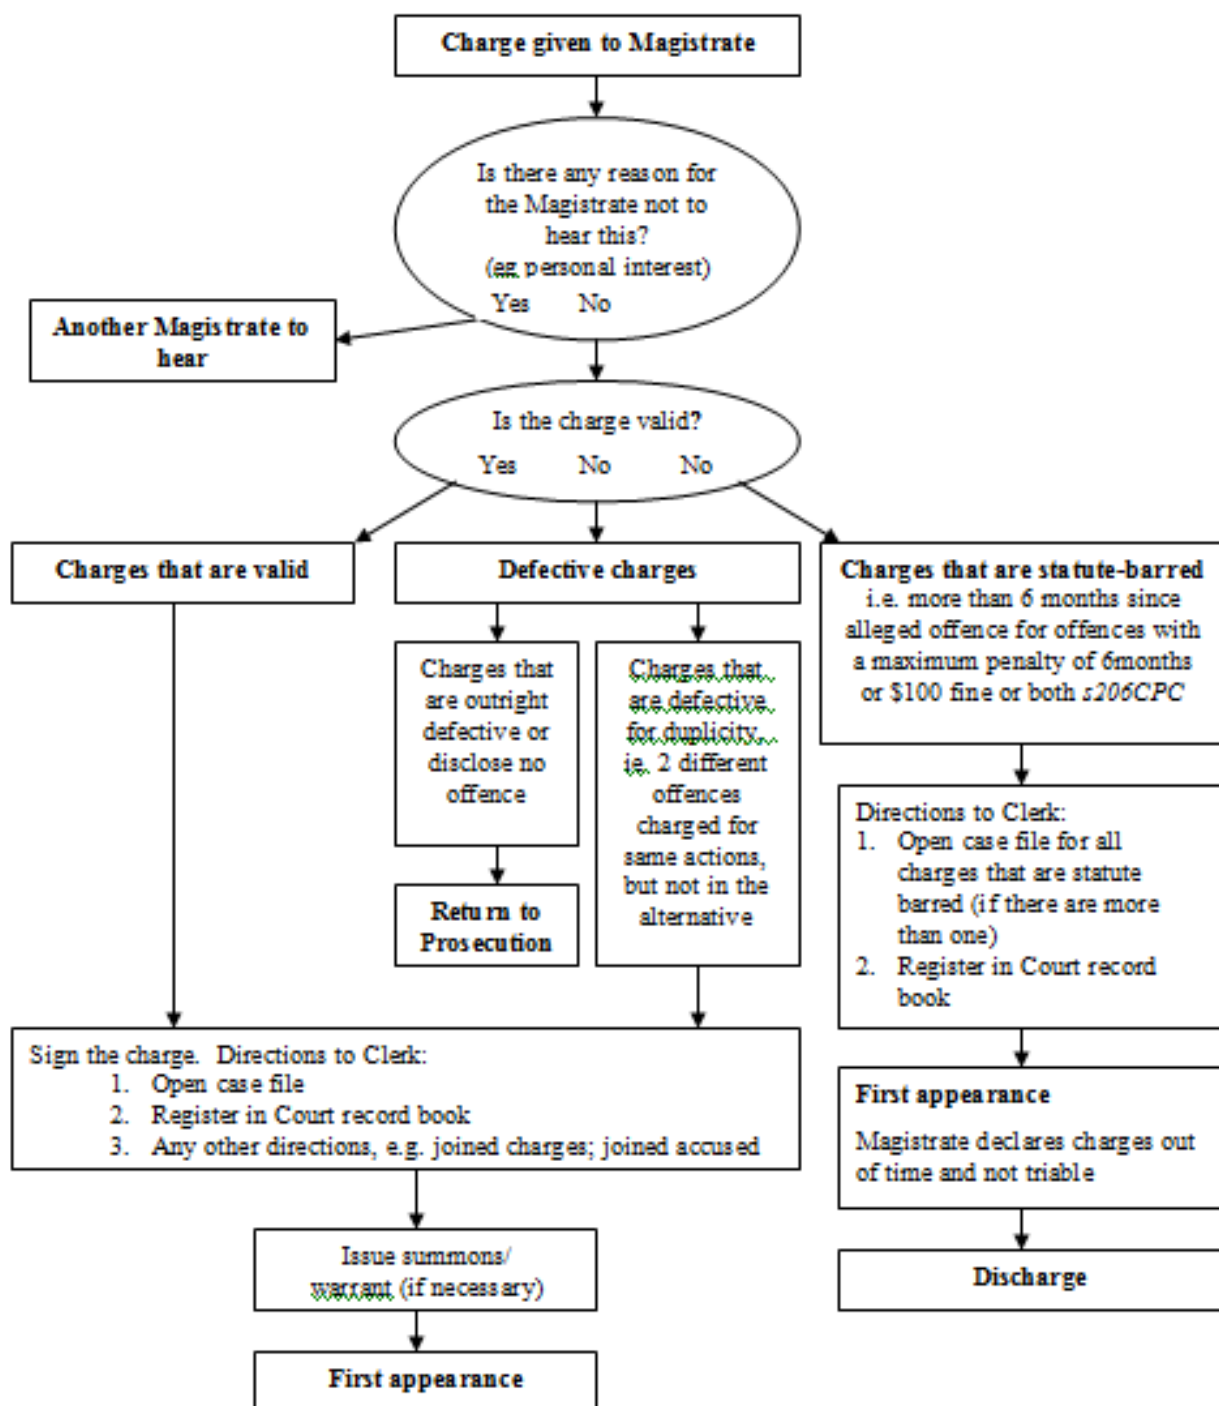 Charge given to Magistrate
Is there any reason for
the Magistrate not to
hear this?
(eg personal interest)
Yes No
Another Magistrate to
hear
Is the charge valid?
Yes No No
Charges that are valid
Defective charges
Charges that are statute-barred
i.e. more than 6 months since
alleged offence for offences with
a maximum penalty of 6months
or $100 fine or both s206CPC
Charges that
are outright
defective or
disclose no
offence
Charges that
are defective
for duplicity,
ie. 2 different
offences
charged for
same actions,
but not in the
alternative
Return to
Prosecution
Directions to Clerk:
1. Open case file for all
charges that are statute
barred (if there are more
than one)
2. Register in Court record
book
Sign the charge. Directions to Clerk:
1. Open case file
2. Register in Court record book
3. Any other directions, e.g. joined charges; joined accused
First appearance
Magistrate declares charges out
of time and not triable
Issue summons/
warrant (if necessary)
Discharge
First appearance